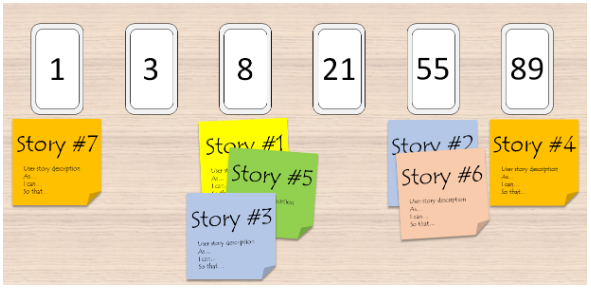 1 3 8 21 55 89
Story #7
User story description
As...
I can...
So that...
Story #1
Story #5
Story #3
User story description
As...
I can...
So that...
Story #2
Story #6
User story description
As...
I can...
So that...
Story #4
User story description
As...
I can...
So that...